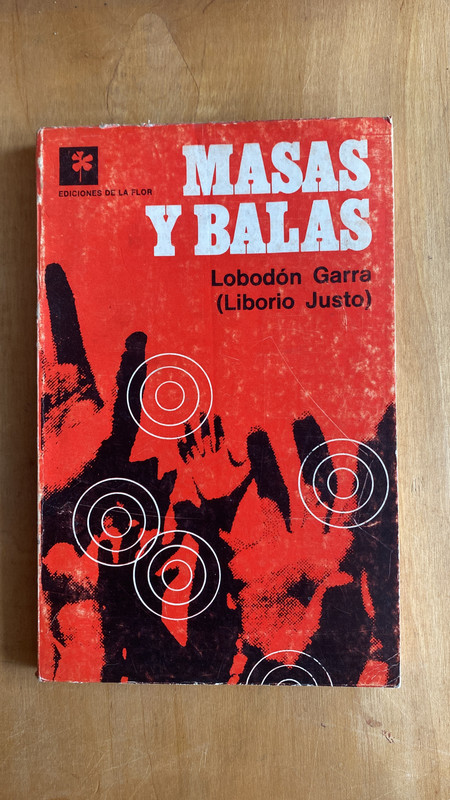 MASAS
Y BALAS
EDICIONES DE LA FLOR
Lobodón Garra
(Liborio Justo)